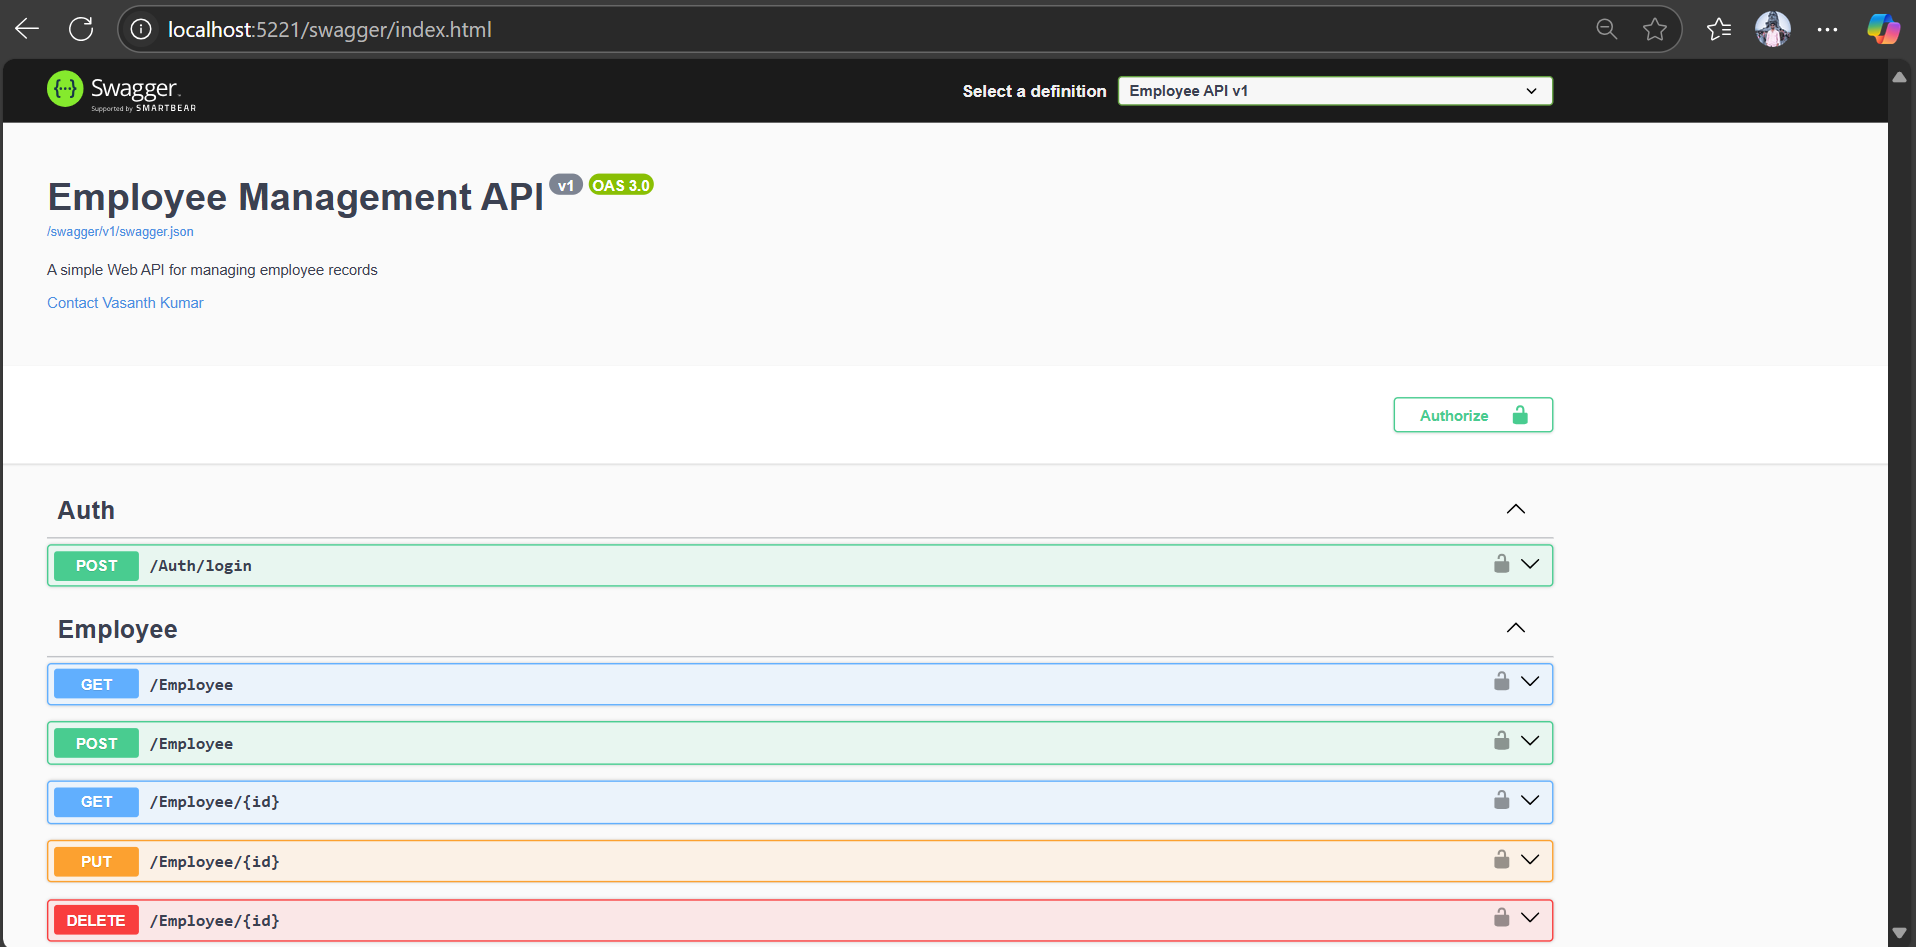 localhost:5221/swagger/index.html
Swagger
Supported by SMARTBEAR
Select a definition
Employee API v1
Employee Management API v1 OAS 3.0
/swagger/v1/swagger.json
A simple Web API for managing employee records
Contact Vasanth Kumar
Authorize
Auth
POST /Auth/login
Employee
GET /Employee
POST /Employee
GET /Employee/{id}
PUT /Employee/{id}
DELETE /Employee/{id}